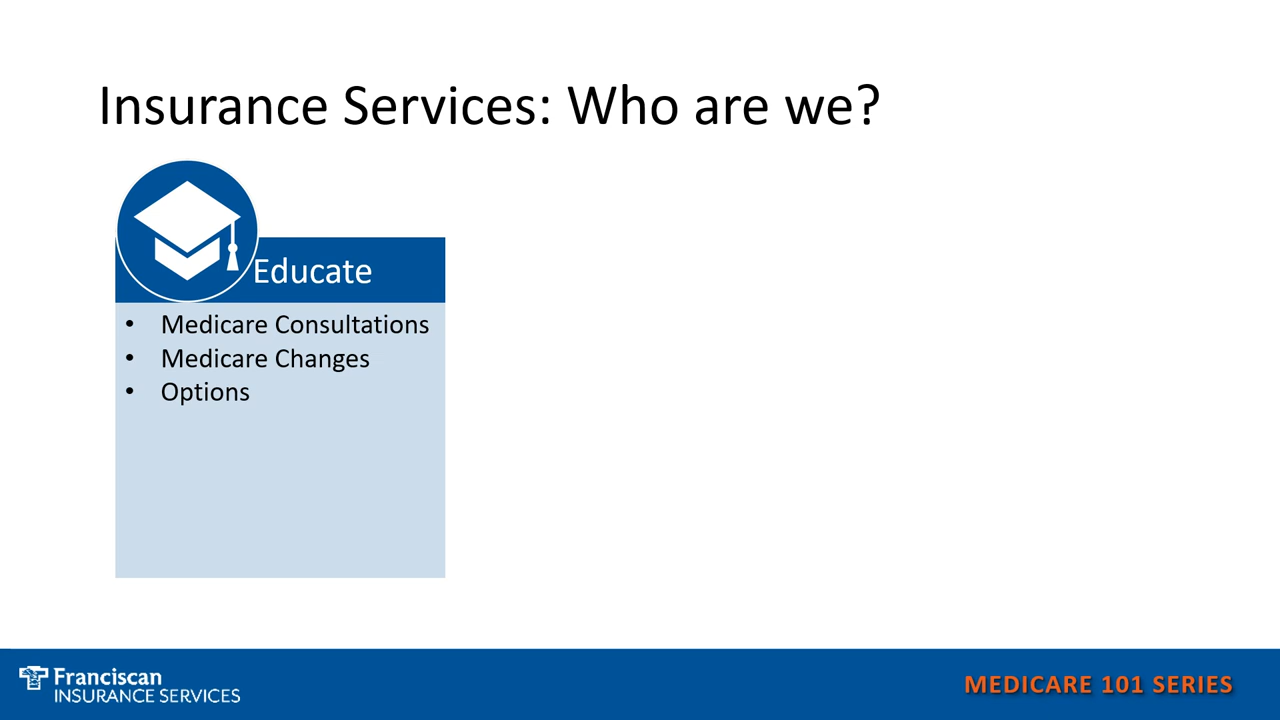 Insurance Services: Who are we?
Educate
• Medicare Consultations
• Medicare Changes
• Options
Franciscan
INSURANCE SERVICES
MEDICARE 101 SERIES